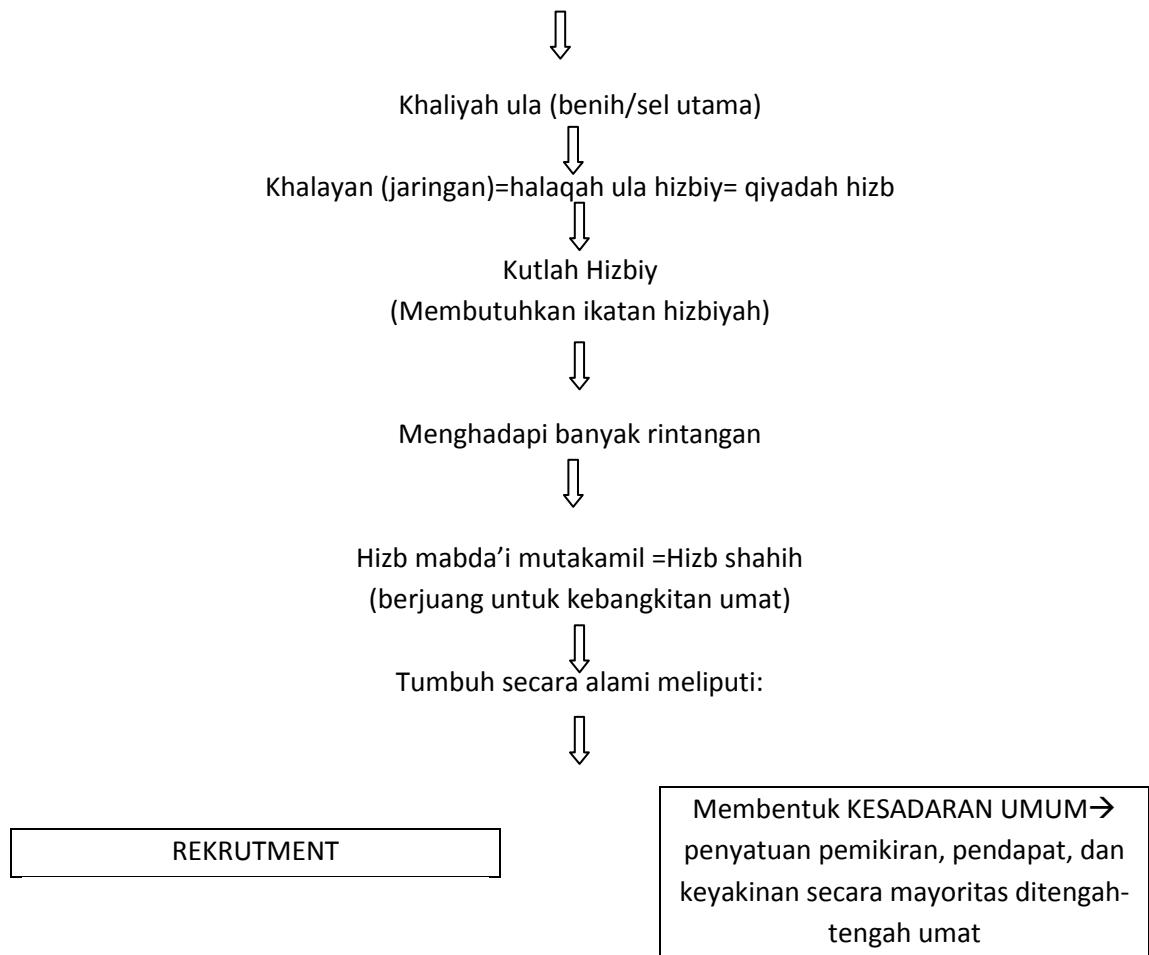 Khaliyah ula (benih/sel utama)
Khalayan (jaringan)=halaqah ula hizbiy= qiyadah hizb
Kutlah Hizbiy
(Membutuhkan ikatan hizbiyah)
Menghadapi banyak rintangan
Hizb mabda’i mutakamil =Hizb shahih
(berjuang untuk kebangkitan umat)
Tumbuh secara alami meliputi:
REKRUTMENT
Membentuk KESADARAN UMUM→
penyatuan pemikiran, pendapat, dan
keyakinan secara mayoritas ditengah-
tengah umat